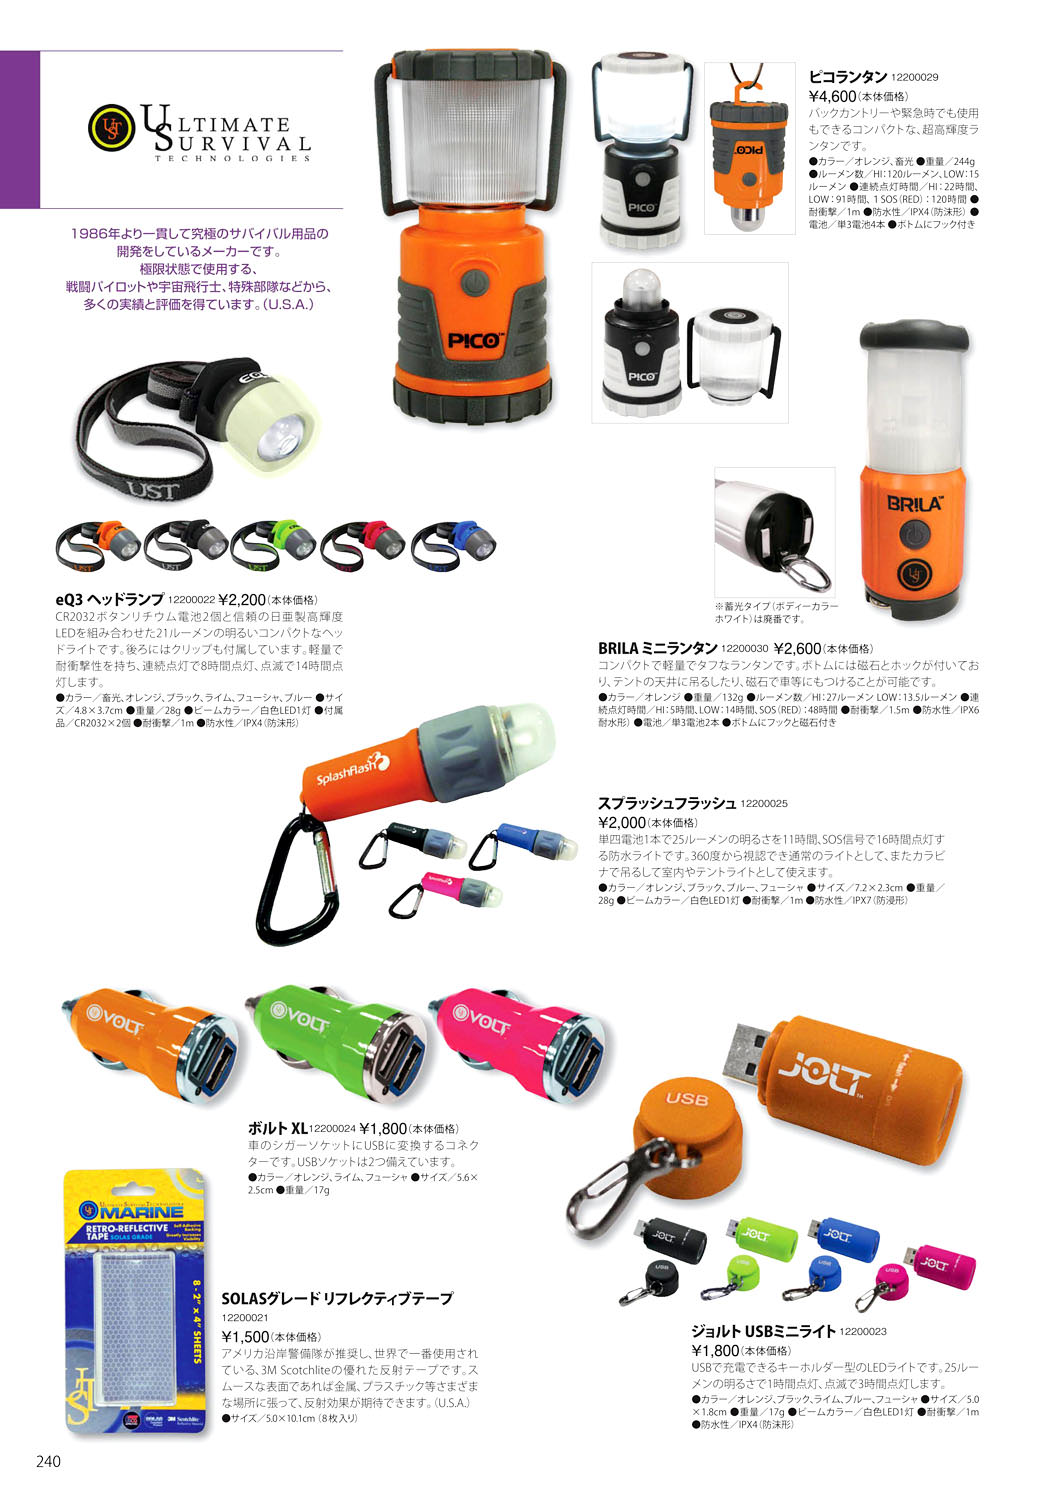 ULTIMATE
SURVIVAL
TECHNOLOGIES
1986年より一貫して究極のサバイバル用品の
開発をしているメーカーです。
極限状態で使用する、
戦闘パイロットや宇宙飛行士、特殊部隊などから、
多くの実績と評価を得ています。（U.S.A.）
PICO
PICO
PICO
PICO
ピコランタン 12200029
¥4,600（本体価格）
バックカントリーや緊急時でも使用
もできるコンパクトな、超高輝度ラ
ンタンです。
●カラー／オレンジ、蓄光 ●重量／244g
●ルーメン数／HI：120ルーメン、LOW：15
ルーメン ●連続点灯時間／HI：22時間、
LOW：91時間、1 SOS（RED）：120時間 ●
耐衝撃／1m ●防水性／IPX4（防沫形） ●
電池／単3電池4本 ●ボトムにフック付き
UST
eQ3 ヘッドランプ 12200022 ¥2,200（本体価格）
CR2032ボタンリチウム電池2個と信頼の日亜製高輝度
LEDを組み合わせた21ルーメンの明るいコンパクトなヘッ
ドライトです。後ろにはクリップも付属しています。軽量で
耐衝撃性を持ち、連続点灯で8時間点灯、点滅で14時間点
灯します。
●カラー／畜光、オレンジ、ブラック、ライム、フューシャ、ブルー ●サイ
ズ／4.8×3.7cm ●重量／28g ●ビームカラー／白色LED1灯 ●付属
品／CR2032×2個 ●耐衝撃／1m ●防水性／IPX4（防沫形）
BRILA
※蓄光タイプ（ボディーカラー
ホワイト）は廃番です。
BRILA ミニランタン 12200030 ¥2,600（本体価格）
コンパクトで軽量でタフなランタンです。ボトムには磁石とホックが付いてお
り、テントの天井に吊るしたり、磁石で車等にもつけることが可能です。
●カラー／オレンジ ●重量／132g ●ルーメン数／HI：27ルーメン LOW：13.5ルーメン ●連
続点灯時間／HI：5時間、LOW：14時間、SOS（RED）：48時間 ●耐衝撃／1.5m ●防水性／IPX6
耐水形） ●電池／単3電池2本 ●ボトムにフックと磁石付き
SplashFlash
スプラッシュフラッシュ 12200025
¥2,000（本体価格）
単四電池1本で25ルーメンの明るさを11時間、SOS信号で16時間点灯す
る防水ライトです。360度から視認でき通常のライトとして、またカラビ
ナで吊るして室内やテントライトとして使えます。
●カラー／オレンジ、ブラック、ブルー、フューシャ ●サイズ／7.2×2.3cm ●重量／
28g ●ビームカラー／白色LED1灯 ●耐衝撃／1m ●防水性／IPX7（防浸形）
VOLT VOLT VOLT
ボルト XL12200024 ¥1,800（本体価格）
車のシガーソケットにUSBに変換するコネク
ターです。USBソケットは2つ備えています。
●カラー／オレンジ、ライム、フューシャ ●サイズ／5.6×
2.5cm ●重量／17g
JOLT
USB
JOLT JOLT JOLT JOLT
USB USB USB USB
MARINE
RETRO-REFLECTIVE
TAPE SOLAS GRADE
Self-Adhesive
Backing
Greatly Increases
Visibility
8 - 2" x 4" SHEETS
SOLASグレード リフレクティブテープ
12200021
¥1,500（本体価格）
アメリカ沿岸警備隊が推奨し、世界で一番使用され
ている、3M Scotchliteの優れた反射テープです。ス
ムースな表面であれば金属、プラスチック等さまざま
な場所に張って、反射効果が期待できます。（U.S.A.）
●サイズ／5.0×10.1cm （8枚入り）
ジョルト USBミニライト 12200023
¥1,800（本体価格）
USBで充電できるキーホルダー型のLEDライトです。25ルー
メンの明るさで1時間点灯、点滅で3時間点灯します。
●カラー／オレンジ、ブラック、ライム、ブルー、フューシャ ●サイズ／5.0
×1.8cm ●重量／17g ●ビームカラー／白色LED1灯 ●耐衝撃／1m
●防水性／IPX4（防沫形）
240